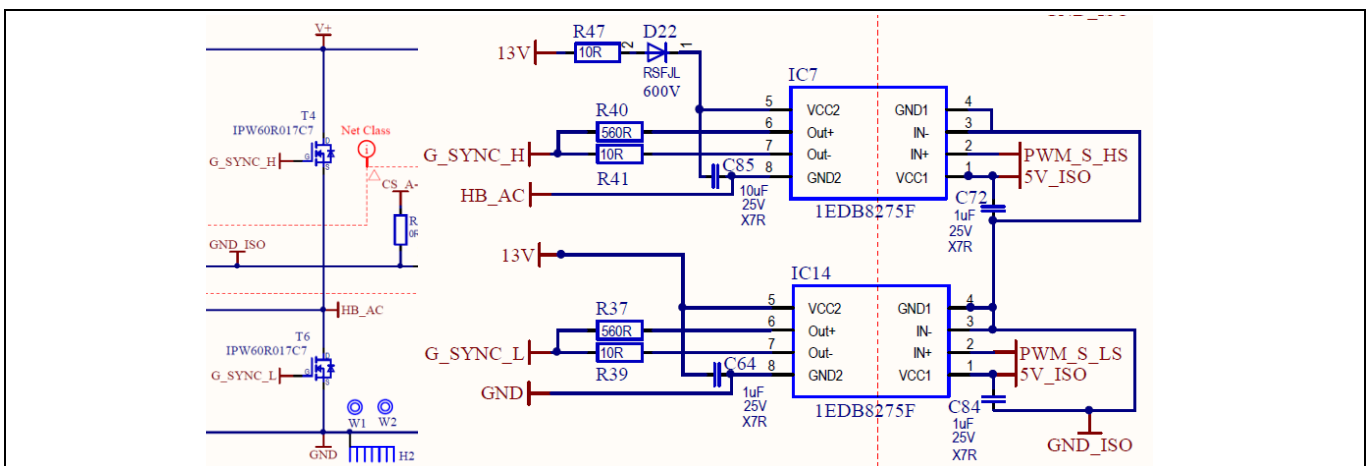 V+
T4
IPW60R017C7
Net Class
i
D
G
S
G_SYNC_H
CS_A-
GND_ISO
HB_AC
T6
IPW60R017C7
D
G
S
G_SYNC_L
W1
W2
GND
H2
R47
D22
13V
10R
2
1
RSFJL
600V
IC7
5
VCC2
GND1
4
R40
6
Out+
IN-
3
560R
G_SYNC_H
10R
7
Out-
IN+
2
PWM_S_HS
R41
C85
8
GND2
VCC1
1
5V_ISO
HB_AC
10uF
25V
X7R
1EDB8275F
C72
1uF
25V
X7R
13V
IC14
5
VCC2
GND1
4
R37
6
Out+
IN-
3
560R
G_SYNC_L
10R
7
Out-
IN+
2
PWM_S_LS
R39
C64
8
GND2
VCC1
1
5V_ISO
GND
1uF
25V
X7R
1EDB8275F
C84
1uF
25V
X7R
GND_ISO